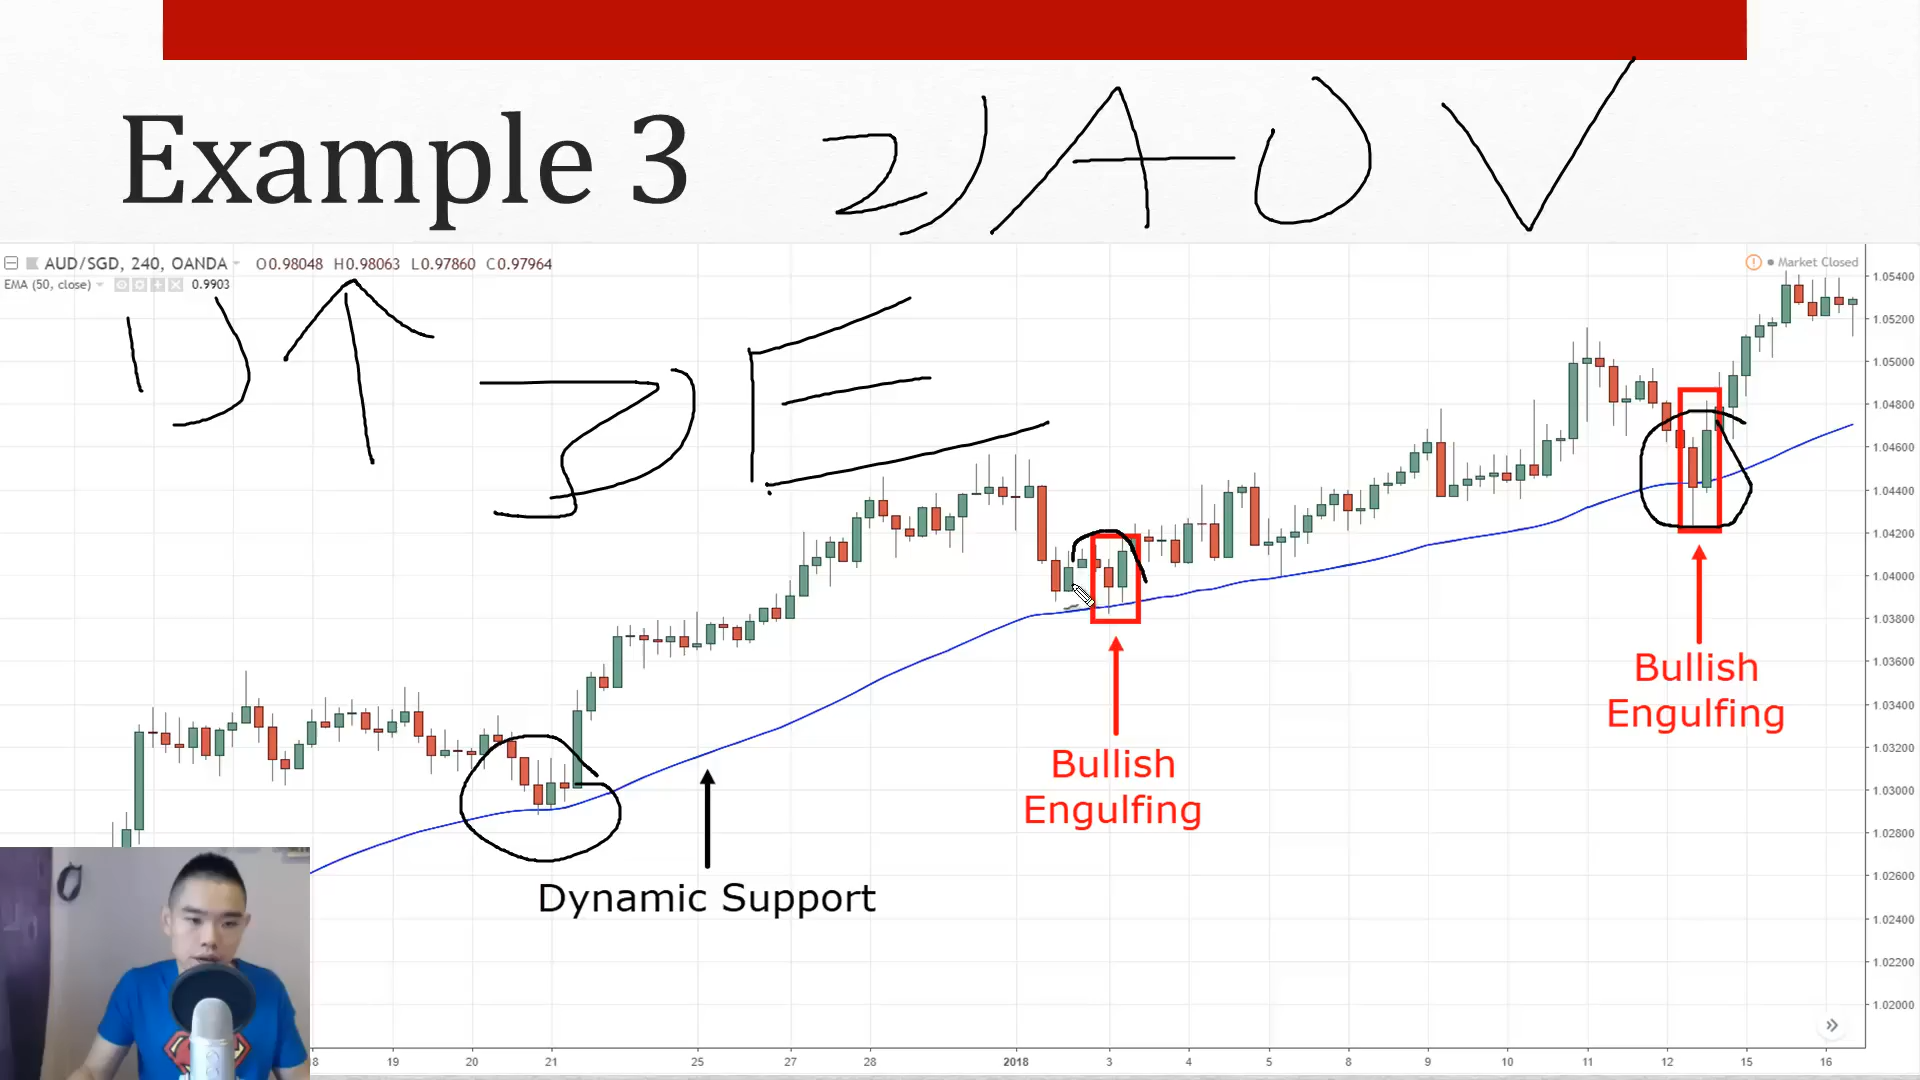 Example 3
2) A O V
AUD/SGD, 240, OANDA O0.98048 H0.98063 L0.97860 C0.97964
Market Closed
EMA (50, close) 0.9903
1) ↑
3) E
1.05400
1.05200
1.05000
1.04800
1.04600
1.04400
1.04200
1.04000
1.03800
1.03600
1.03400
1.03200
1.03000
1.02800
1.02600
1.02400
1.02200
1.02000
Bullish
Engulfing
Bullish
Engulfing
Dynamic Support
8 19 20 21 25 27 28 2018 3 4 5 8 9 10 11 12 15 16